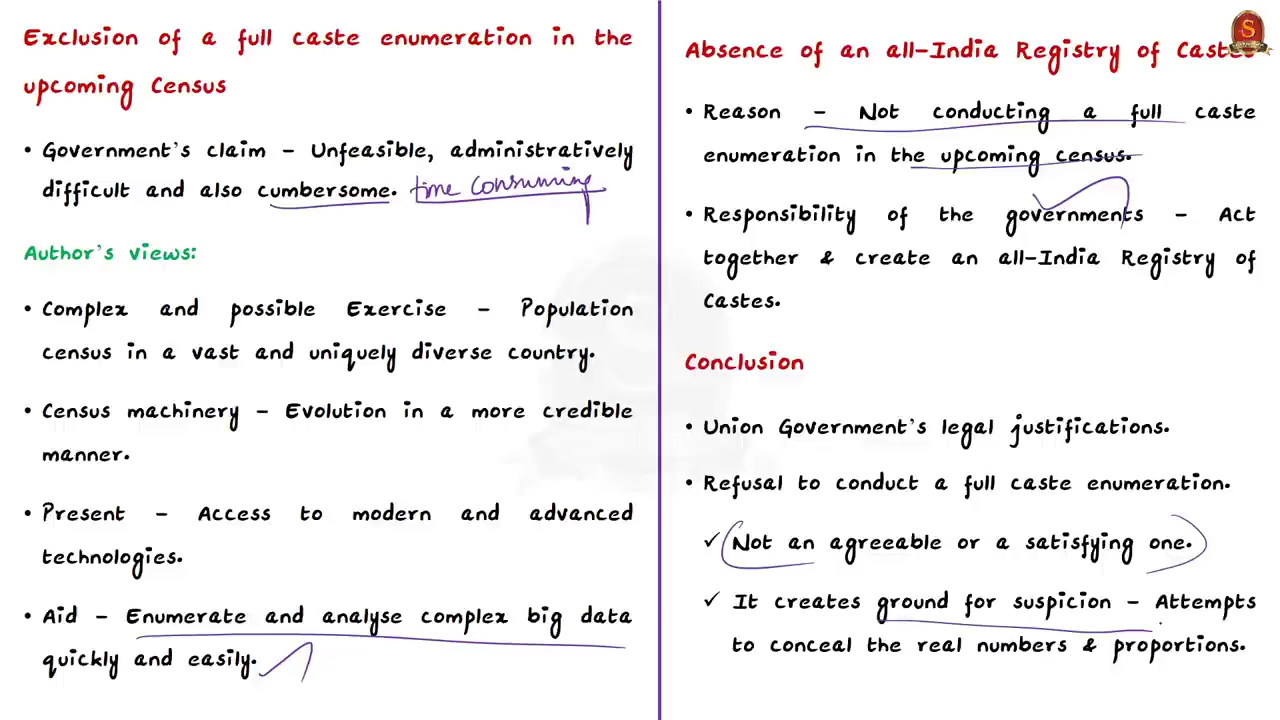 Exclusion of a full caste enumeration in the
upcoming Census
• Government's claim – Unfeasible, administratively
difficult and also cumbersome. time consuming
Author's views:
• Complex and possible Exercise – Population
census in a vast and uniquely diverse country.
• Census machinery – Evolution in a more credible
manner.
• Present – Access to modern and advanced
technologies.
• Aid – Enumerate and analyse complex big data
quickly and easily.
Absence of an all-India Registry of Castes
• Reason – Not conducting a full caste
enumeration in the upcoming census.
• Responsibility of the governments – Act
together & create an all-India Registry of
Castes.
Conclusion
• Union Government's legal justifications.
• Refusal to conduct a full caste enumeration.
✓ Not an agreeable or a satisfying one.
✓ It creates ground for suspicion – Attempts
to conceal the real numbers & proportions.
S